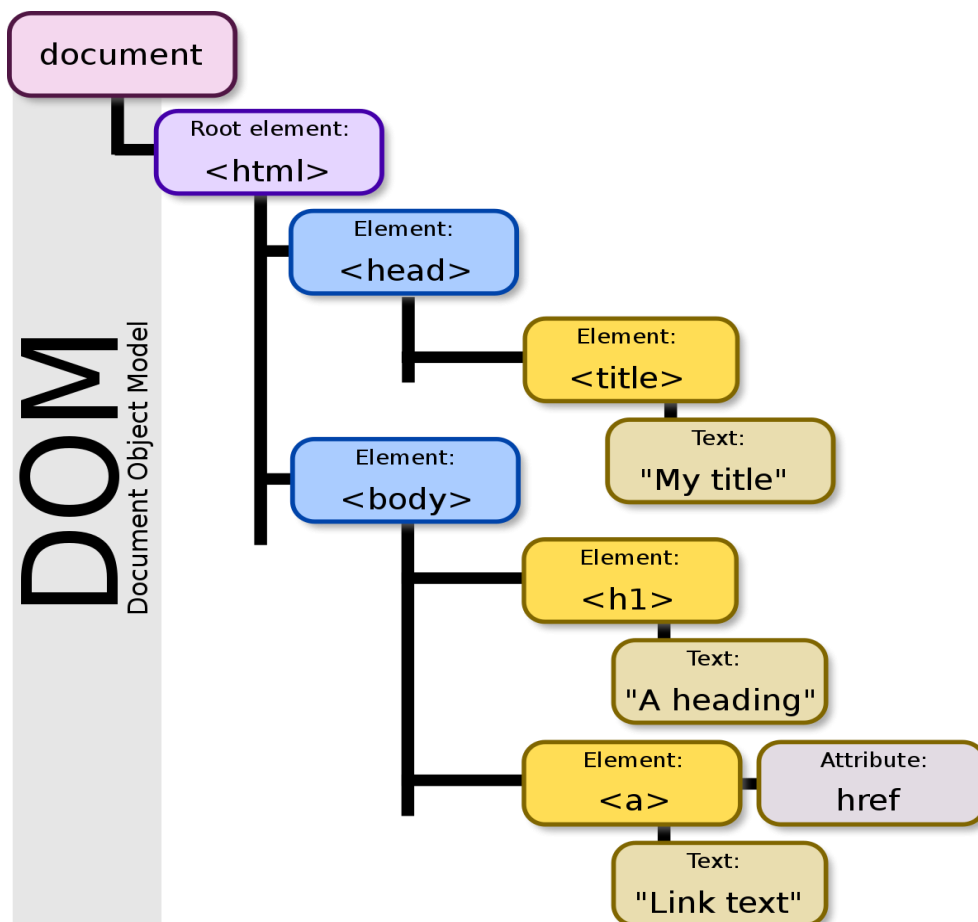 document
Root element:
<html>
Element:
<head>
Element:
<title>
Text:
"My title"
Element:
<body>
Element:
<h1>
Text:
"A heading"
Element:
<a>
Attribute:
href
Text:
"Link text"
DOM
Document Object Model